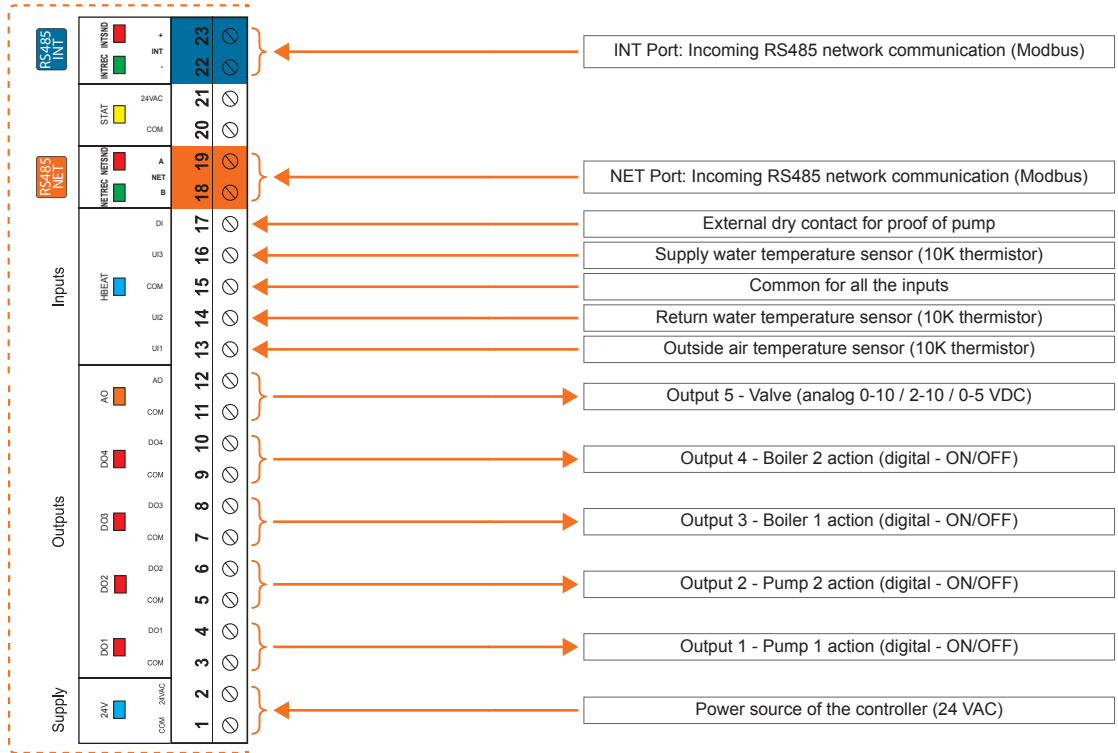 RS485
INT
INTREC INTSND
+
INT
-
23
22
INT Port: Incoming RS485 network communication (Modbus)
STAT
24VAC
COM
21
20
RS485
NET
NETREC NETSND
A
NET
B
19
18
NET Port: Incoming RS485 network communication (Modbus)
Inputs
HBEAT
DI
17
External dry contact for proof of pump
UI3
16
Supply water temperature sensor (10K thermistor)
COM
15
Common for all the inputs
UI2
14
Return water temperature sensor (10K thermistor)
UI1
13
Outside air temperature sensor (10K thermistor)
Outputs
AO
AO
COM
12
11
Output 5 - Valve (analog 0-10 / 2-10 / 0-5 VDC)
DO4
DO4
COM
10
9
Output 4 - Boiler 2 action (digital - ON/OFF)
DO3
DO3
COM
8
7
Output 3 - Boiler 1 action (digital - ON/OFF)
DO2
DO2
COM
6
5
Output 2 - Pump 2 action (digital - ON/OFF)
DO1
DO1
COM
4
3
Output 1 - Pump 1 action (digital - ON/OFF)
Supply
24V
COM 24VAC
2
1
Power source of the controller (24 VAC)